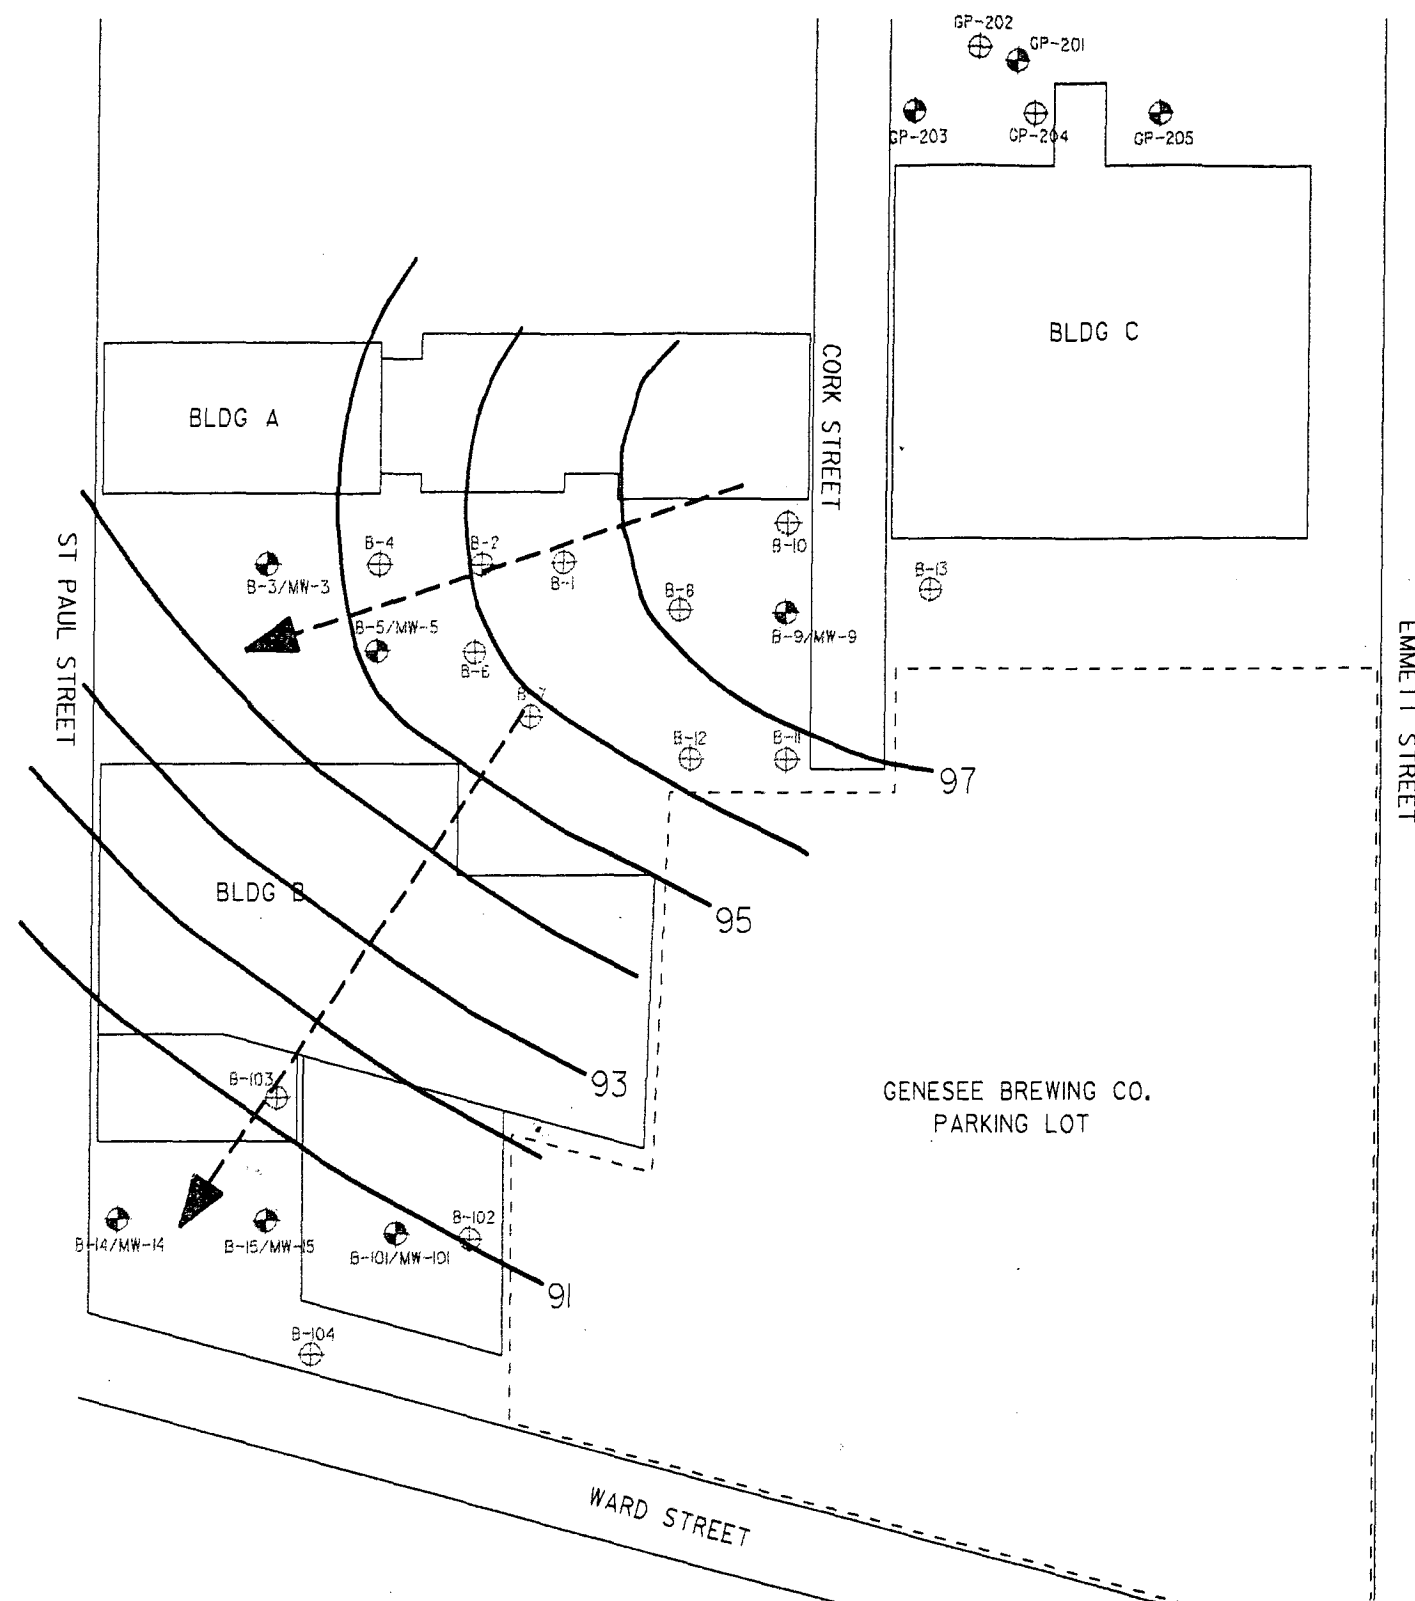 GP-202
GP-201
GP-203
GP-204
GP-205
BLDG C
CORK STREET
BLDG A
ST PAUL STREET
B-4
B-2
B-1
B-10
B-3/MW-3
B-13
B-8
B-9/MW-9
B-5/MW-5
B-6
B-7
EMMETT STREET
B-12
B-11
97
BLDG B
95
93
B-103
GENESEE BREWING CO.
PARKING LOT
B-102
B-14/MW-14
B-15/MW-15
B-101/MW-101
91
B-104
WARD STREET